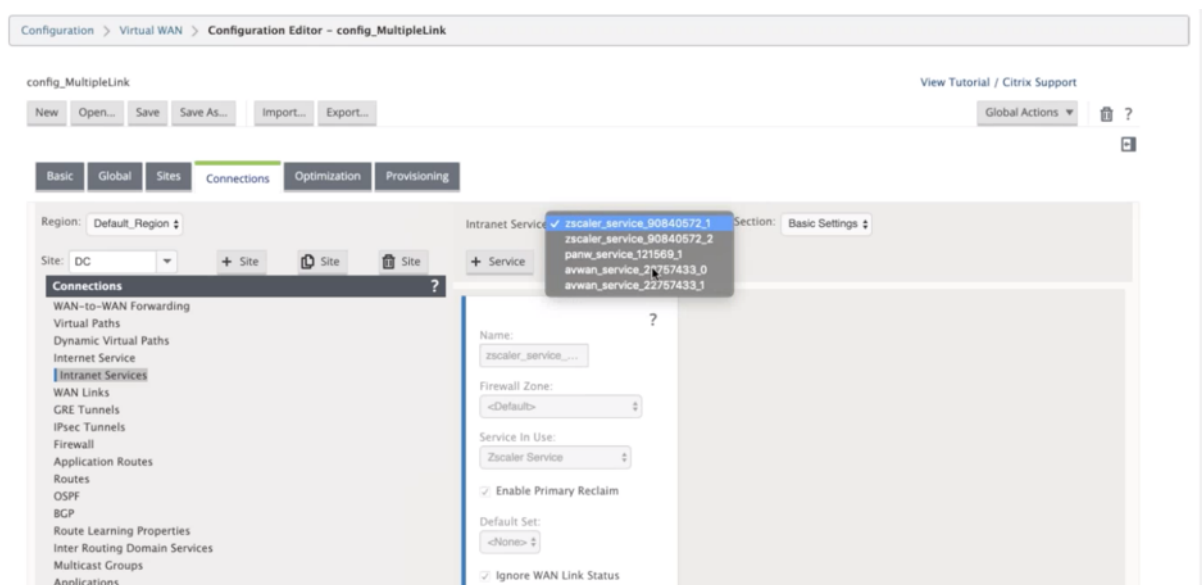 Configuration > Virtual WAN > Configuration Editor – config_MultipleLink
config_MultipleLink
View Tutorial / Citrix Support
New Open... Save Save As... Import... Export...
Global Actions ?
Basic Global Sites Connections Optimization Provisioning
Region: Default_Region
Intranet Service
✓ zscaler_service_90840572_1
Section: Basic Settings
zscaler_service_90840572_2
panw_service_121569_1
Site: DC + Site Site Site
+ Service
avwan_service_22757433_1
Connections ?
WAN-to-WAN Forwarding
Virtual Paths
Dynamic Virtual Paths
Internet Service
Intranet Services
WAN Links
GRE Tunnels
IPsec Tunnels
Firewall
Application Routes
Routes
OSPF
BGP
Route Learning Properties
Inter Routing Domain Services
Multicast Groups
Applications
?
Name:
zscaler_service_...
Firewall Zone:
<Default>
Service In Use:
Zscaler Service
Enable Primary Reclaim
Default Set:
<None>
Ignore WAN Link Status